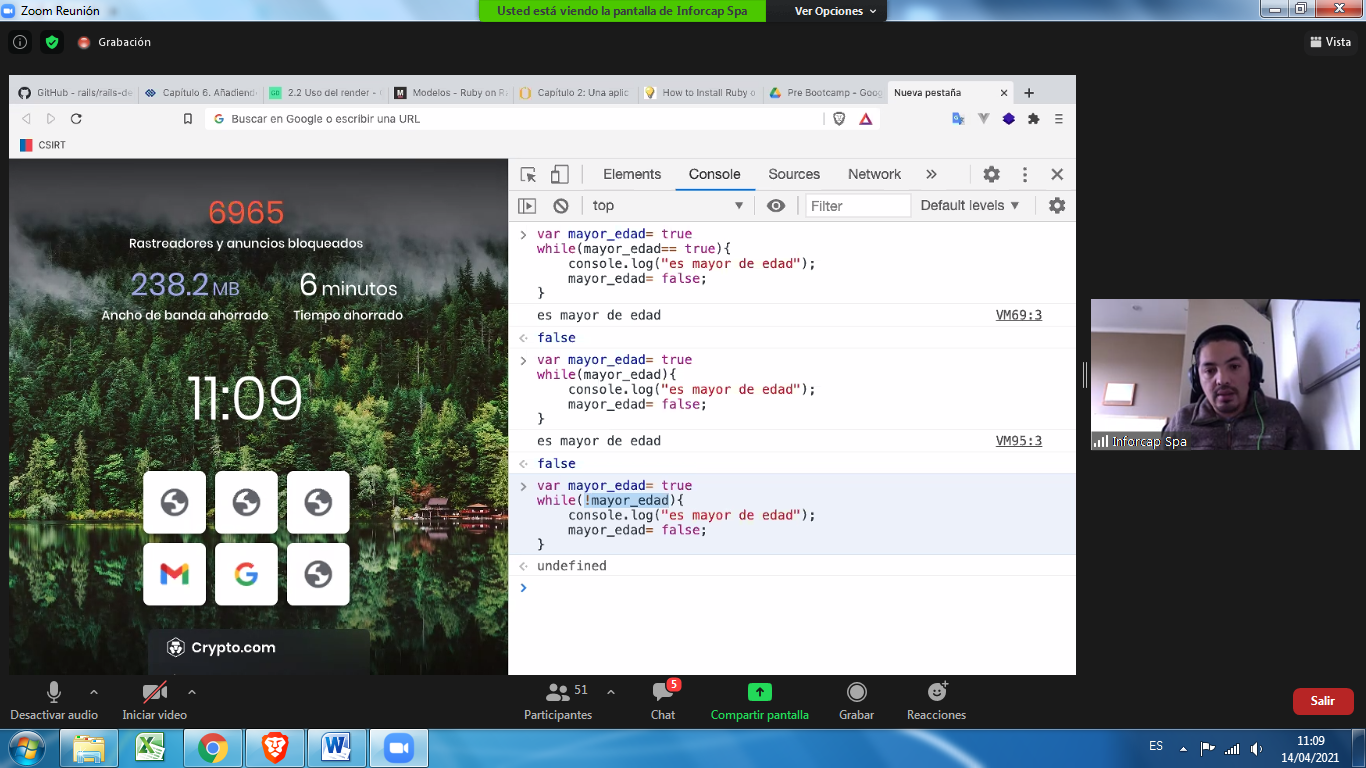 Zoom Reunión
Usted está viendo la pantalla de Inforcap Spa
Ver Opciones
Grabación
Vista
GitHub - rails/rails-de
Capítulo 6. Añadiend
2.2 Uso del render -
Modelos - Ruby on R
Capítulo 2: Una aplic
How to Install Ruby o
Pre Bootcamp - Goog
Nueva pestaña
Buscar en Google o escribir una URL
CSIRT
6965
Rastreadores y anuncios bloqueados
238.2 MB
Ancho de banda ahorrado
6 minutos
Tiempo ahorrado
11:09
Crypto.com
Elements
Console
Sources
Network
»
top
Filter
Default levels
var mayor_edad= true
while(mayor_edad== true){
console.log("es mayor de edad");
mayor_edad= false;
}
es mayor de edad
VM69:3
false
var mayor_edad= true
while(mayor_edad){
console.log("es mayor de edad");
mayor_edad= false;
}
es mayor de edad
VM95:3
false
var mayor_edad= true
while(!mayor_edad){
console.log("es mayor de edad");
mayor_edad= false;
}
undefined
Inforcap Spa
Desactivar audio
Iniciar video
Participantes
51
Chat
5
Compartir pantalla
Grabar
Reacciones
Salir
ES
11:09
14/04/2021